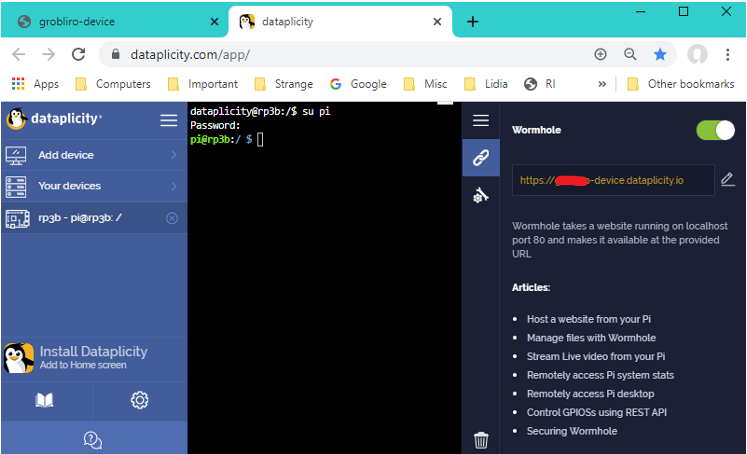 grobliro-device
dataplicity
dataplicity.com/app/
Apps Computers Important Strange Google Misc Lidia RI » Other bookmarks
dataplicity
Add device
Your devices
rp3b - pi@rp3b: /
Install Dataplicity
Add to Home screen
dataplicity@rp3b:/$ su pi
Password:
pi@rp3b:/ $
Wormhole
https:// o-device.dataplicity.io
Wormhole takes a website running on localhost
port 80 and makes it available at the provided
URL
Articles:
Host a website from your Pi
Manage files with Wormhole
Stream Live video from your Pi
Remotely access Pi system stats
Remotely access Pi desktop
Control GPIOSs using REST API
Securing Wormhole